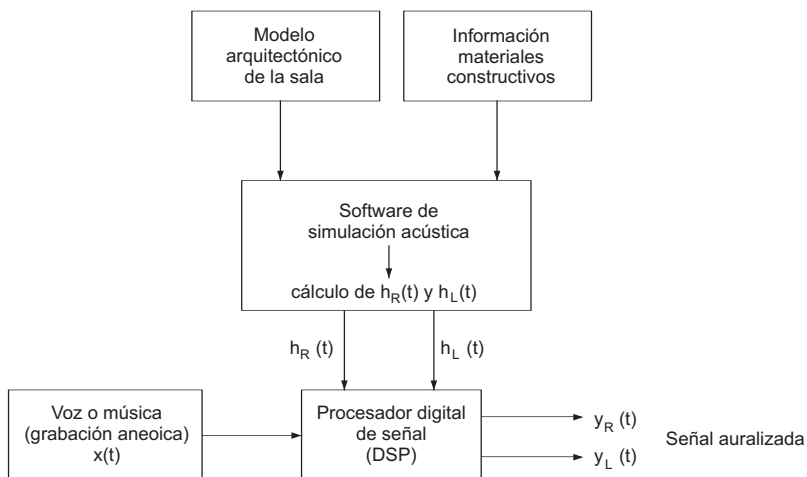 Modelo
arquitectónico
de la sala
Información
materiales
constructivos
Software de
simulación acústica
cálculo de h_R(t) y h_L(t)
h_R (t)
h_L (t)
Voz o música
(grabación aneoica)
x(t)
Procesador digital
de señal
(DSP)
y_R (t)
y_L (t)
Señal auralizada